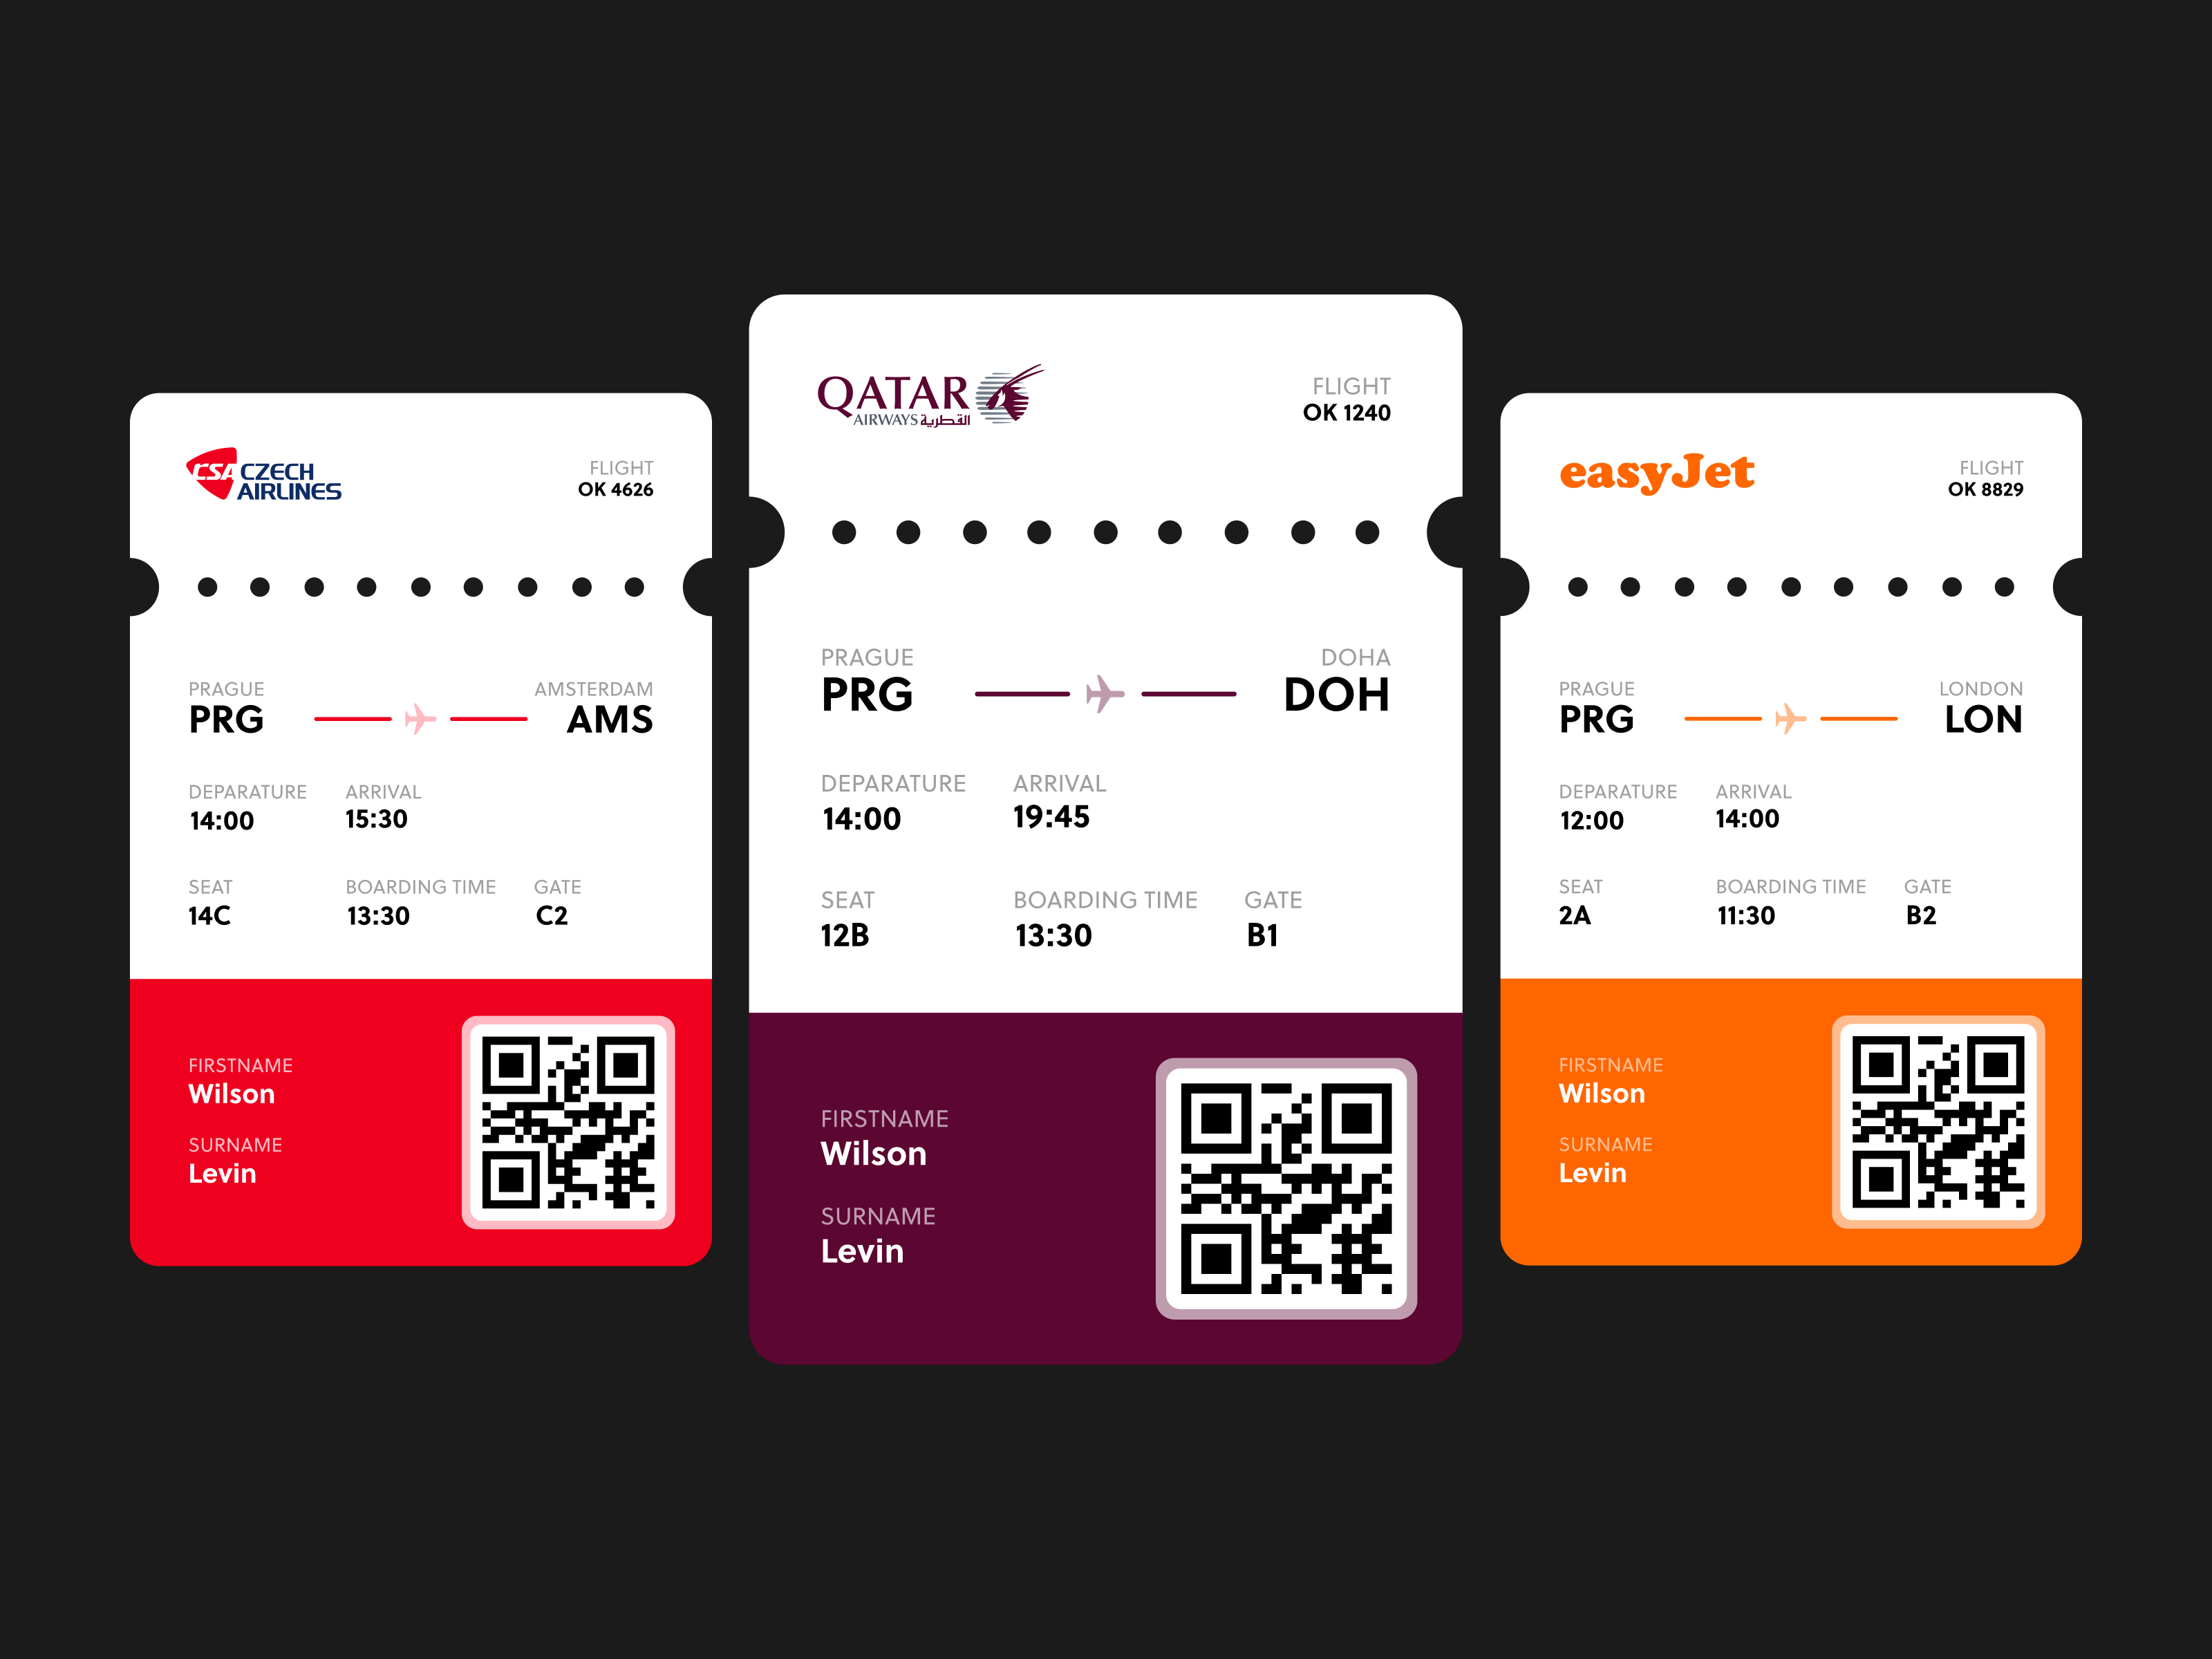 CSA CZECH
AIRLINES
FLIGHT
OK 4626
PRAGUE
PRG
AMSTERDAM
AMS
DEPARATURE
14:00
ARRIVAL
15:30
SEAT
14C
BOARDING TIME
13:30
GATE
C2
FIRSTNAME
Wilson
SURNAME
Levin
QATAR
AIRWAYS القطرية
FLIGHT
OK 1240
PRAGUE
PRG
DOHA
DOH
DEPARATURE
14:00
ARRIVAL
19:45
SEAT
12B
BOARDING TIME
13:30
GATE
B1
FIRSTNAME
Wilson
SURNAME
Levin
easyJet
FLIGHT
OK 8829
PRAGUE
PRG
LONDON
LON
DEPARATURE
12:00
ARRIVAL
14:00
SEAT
2A
BOARDING TIME
11:30
GATE
B2
FIRSTNAME
Wilson
SURNAME
Levin